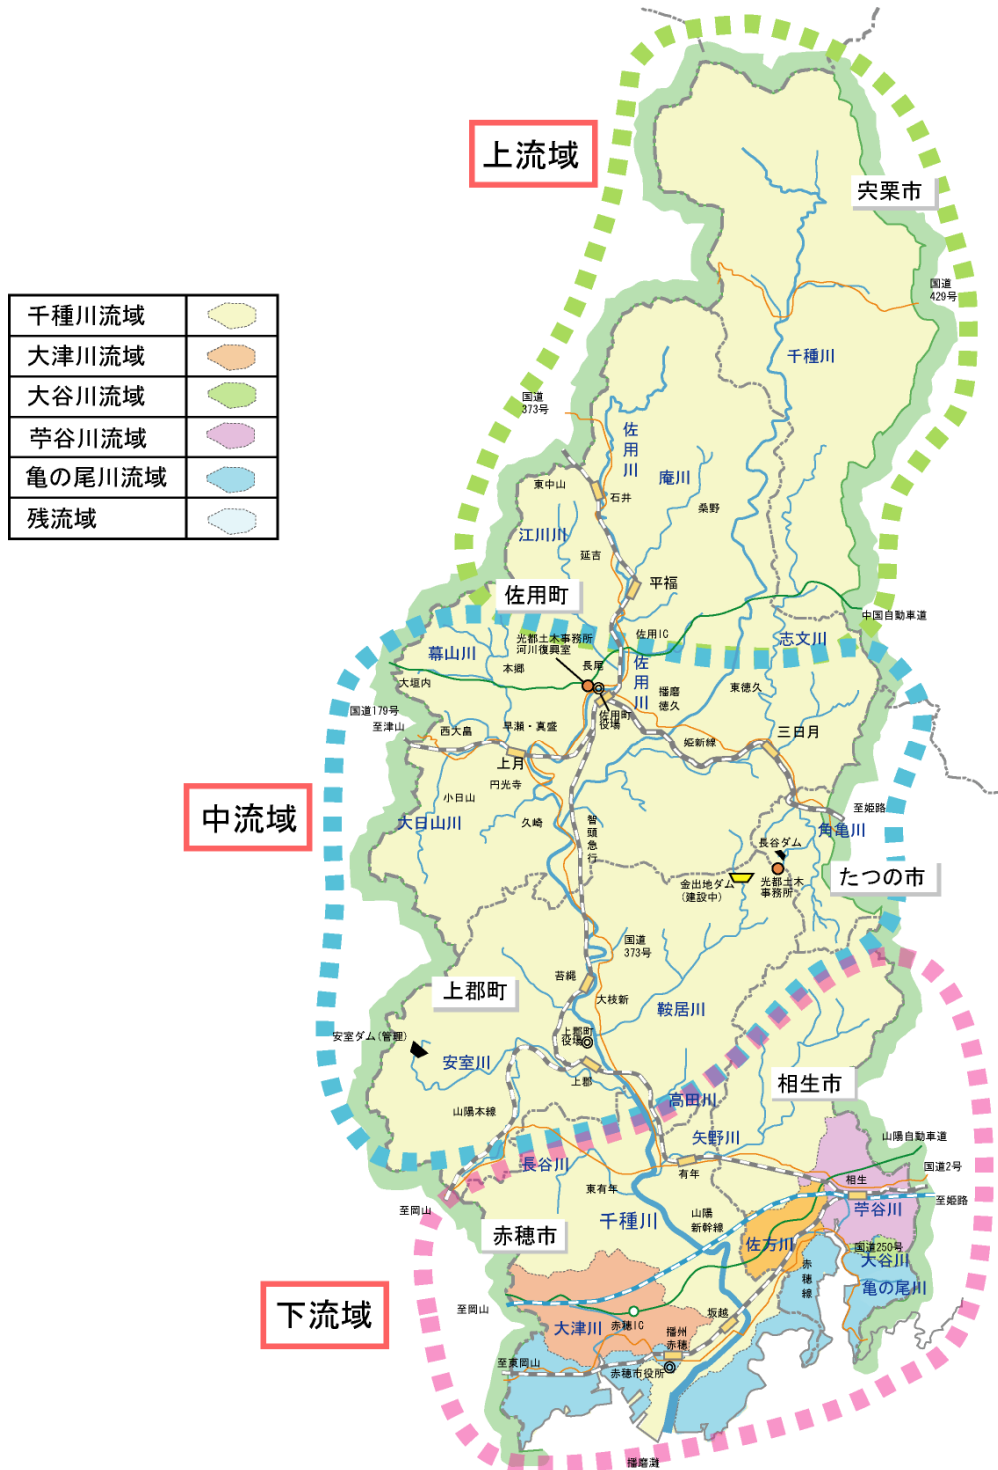 上流域
宍栗市
国道
429号
千種川流域
大津川流域
大谷川流域
苧谷川流域
亀の尾川流域
残流域
千種川
国道
373号
佐用川
庵川
東中山
石井
桑野
江川川
延吉
平福
佐用町
中国自動車道
光都土木事務所
河川復興室
佐用IC
志文川
幕山川
本郷
長尾
佐用川
大垣内
播磨
徳久
東徳久
国道179号
至津山
佐用町
役場
西大畠
早瀬・真盛
姫新線
三日月
上月
円光寺
小日山
中流域
大日山川
久崎
智頭急行
至姫路
角亀川
長谷ダム
たつの市
金出地ダム
(建設中)
光都土木
事務所
国道
373号
苔縄
上郡町
大枝新
鞍居川
安室ダム(管理)
上郡町
役場
安室川
上郡
相生市
高田川
山陽本線
矢野川
山陽自動車道
長谷川
有年
国道2号
東有年
相生
至姫路
至岡山
千種川
山陽
新幹線
苧谷川
赤穂市
佐方川
国道250号
大谷川
赤穂線
亀の尾川
下流域
至岡山
大津川
赤穂IC
坂越
播州
赤穂
至東岡山
赤穂市役所
播磨灘